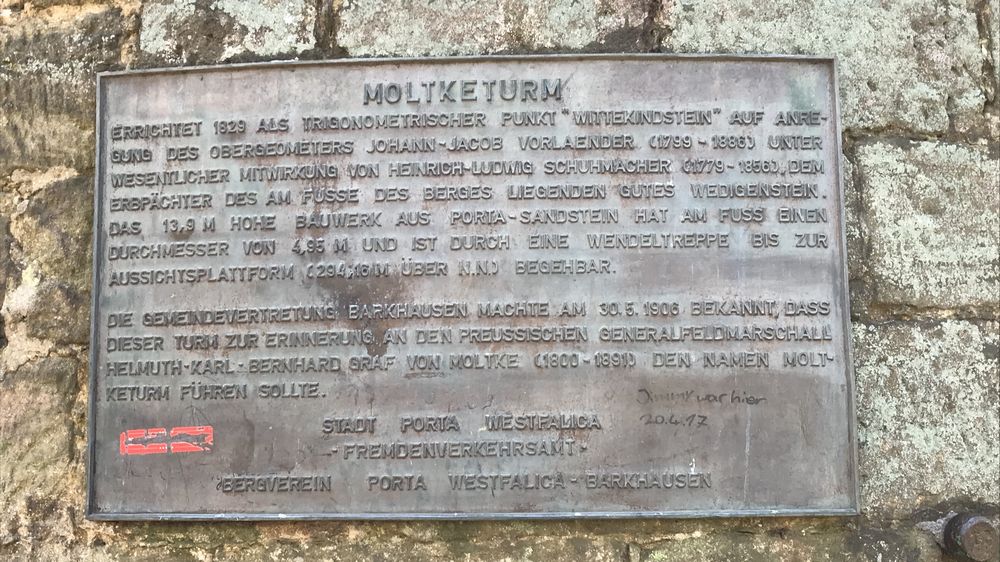 MOLTKETURM
ERRICHTET 1829 ALS TRIGONOMETRISCHER PUNKT "WITTEKINDSTEIN" AUF ANRE-
GUNG DES OBERGEOMETERS JOHANN-JACOB VORLAENDER (1799-1886) UNTER
WESENTLICHER MITWIRKUNG VON HEINRICH-LUDWIG SCHUHMACHER (1779-1856), DEM
ERBPÄCHTER DES AM FUSSE DES BERGES LIEGENDEN GUTES WEDIGENSTEIN.
DAS 13,9 M HOHE BAUWERK AUS PORTA-SANDSTEIN HAT AM FUSS EINEN
DURCHMESSER VON 4,95 M UND IST DURCH EINE WENDELTREPPE BIS ZUR
AUSSICHTSPLATTFORM (294,16 M ÜBER N.N.) BEGEHBAR.
DIE GEMEINDEVERTRETUNG BARKHAUSEN MACHTE AM 30.5.1906 BEKANNT, DASS
DIESER TURM ZUR ERINNERUNG AN DEN PREUSSISCHEN GENERALFELDMARSCHALL
HELMUTH-KARL-BERNHARD GRAF VON MOLTKE (1800-1891) DEN NAMEN MOLT-
KETURM FÜHREN SOLLTE.
war hier
20.4.17
STADT PORTA WESTFALICA
-FREMDENVERKEHRSAMT-
BERGVEREIN PORTA WESTFALICA-BARKHAUSEN